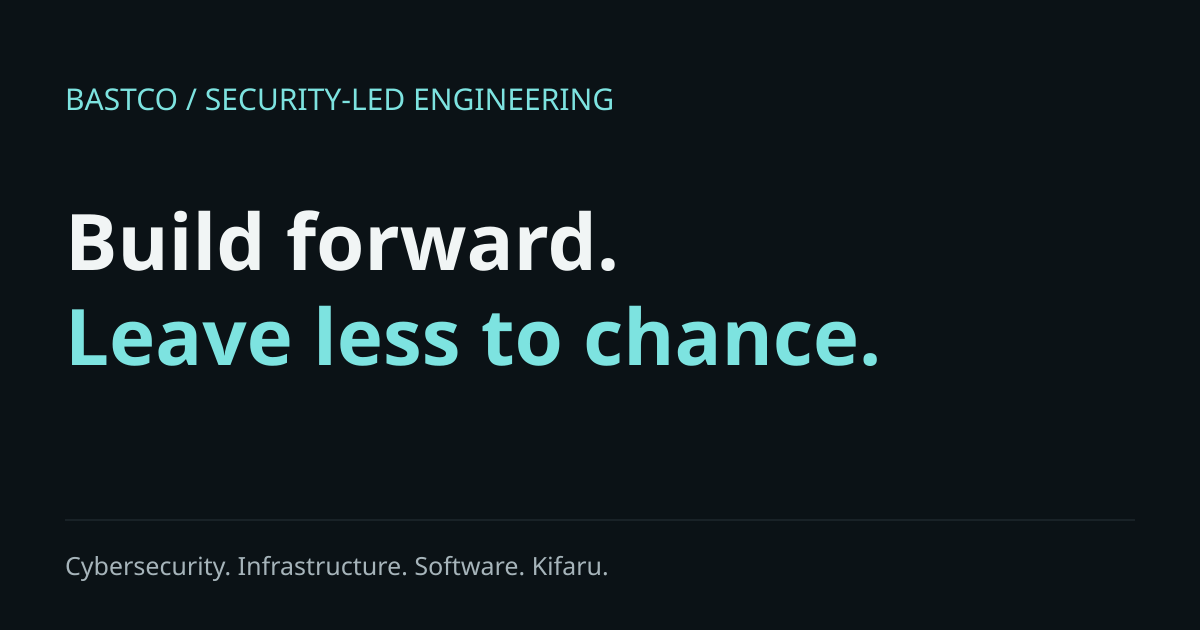 BASTCO / SECURITY-LED ENGINEERING
Build forward.
Leave less to chance.
Cybersecurity. Infrastructure. Software. Kifaru.